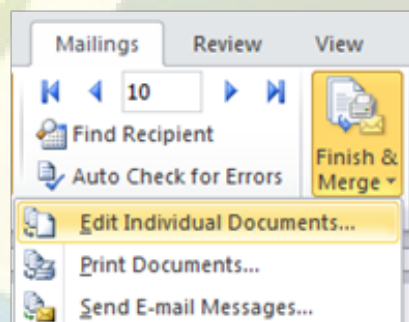 Mailings Review View
10
Find Recipient
Auto Check for Errors
Finish &
Merge
Edit Individual Documents...
Print Documents...
Send E-mail Messages...